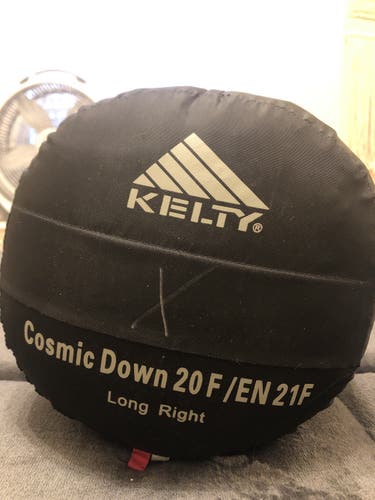 KELTY®
X
Cosmic Down 20 F /EN 21F
Long Right